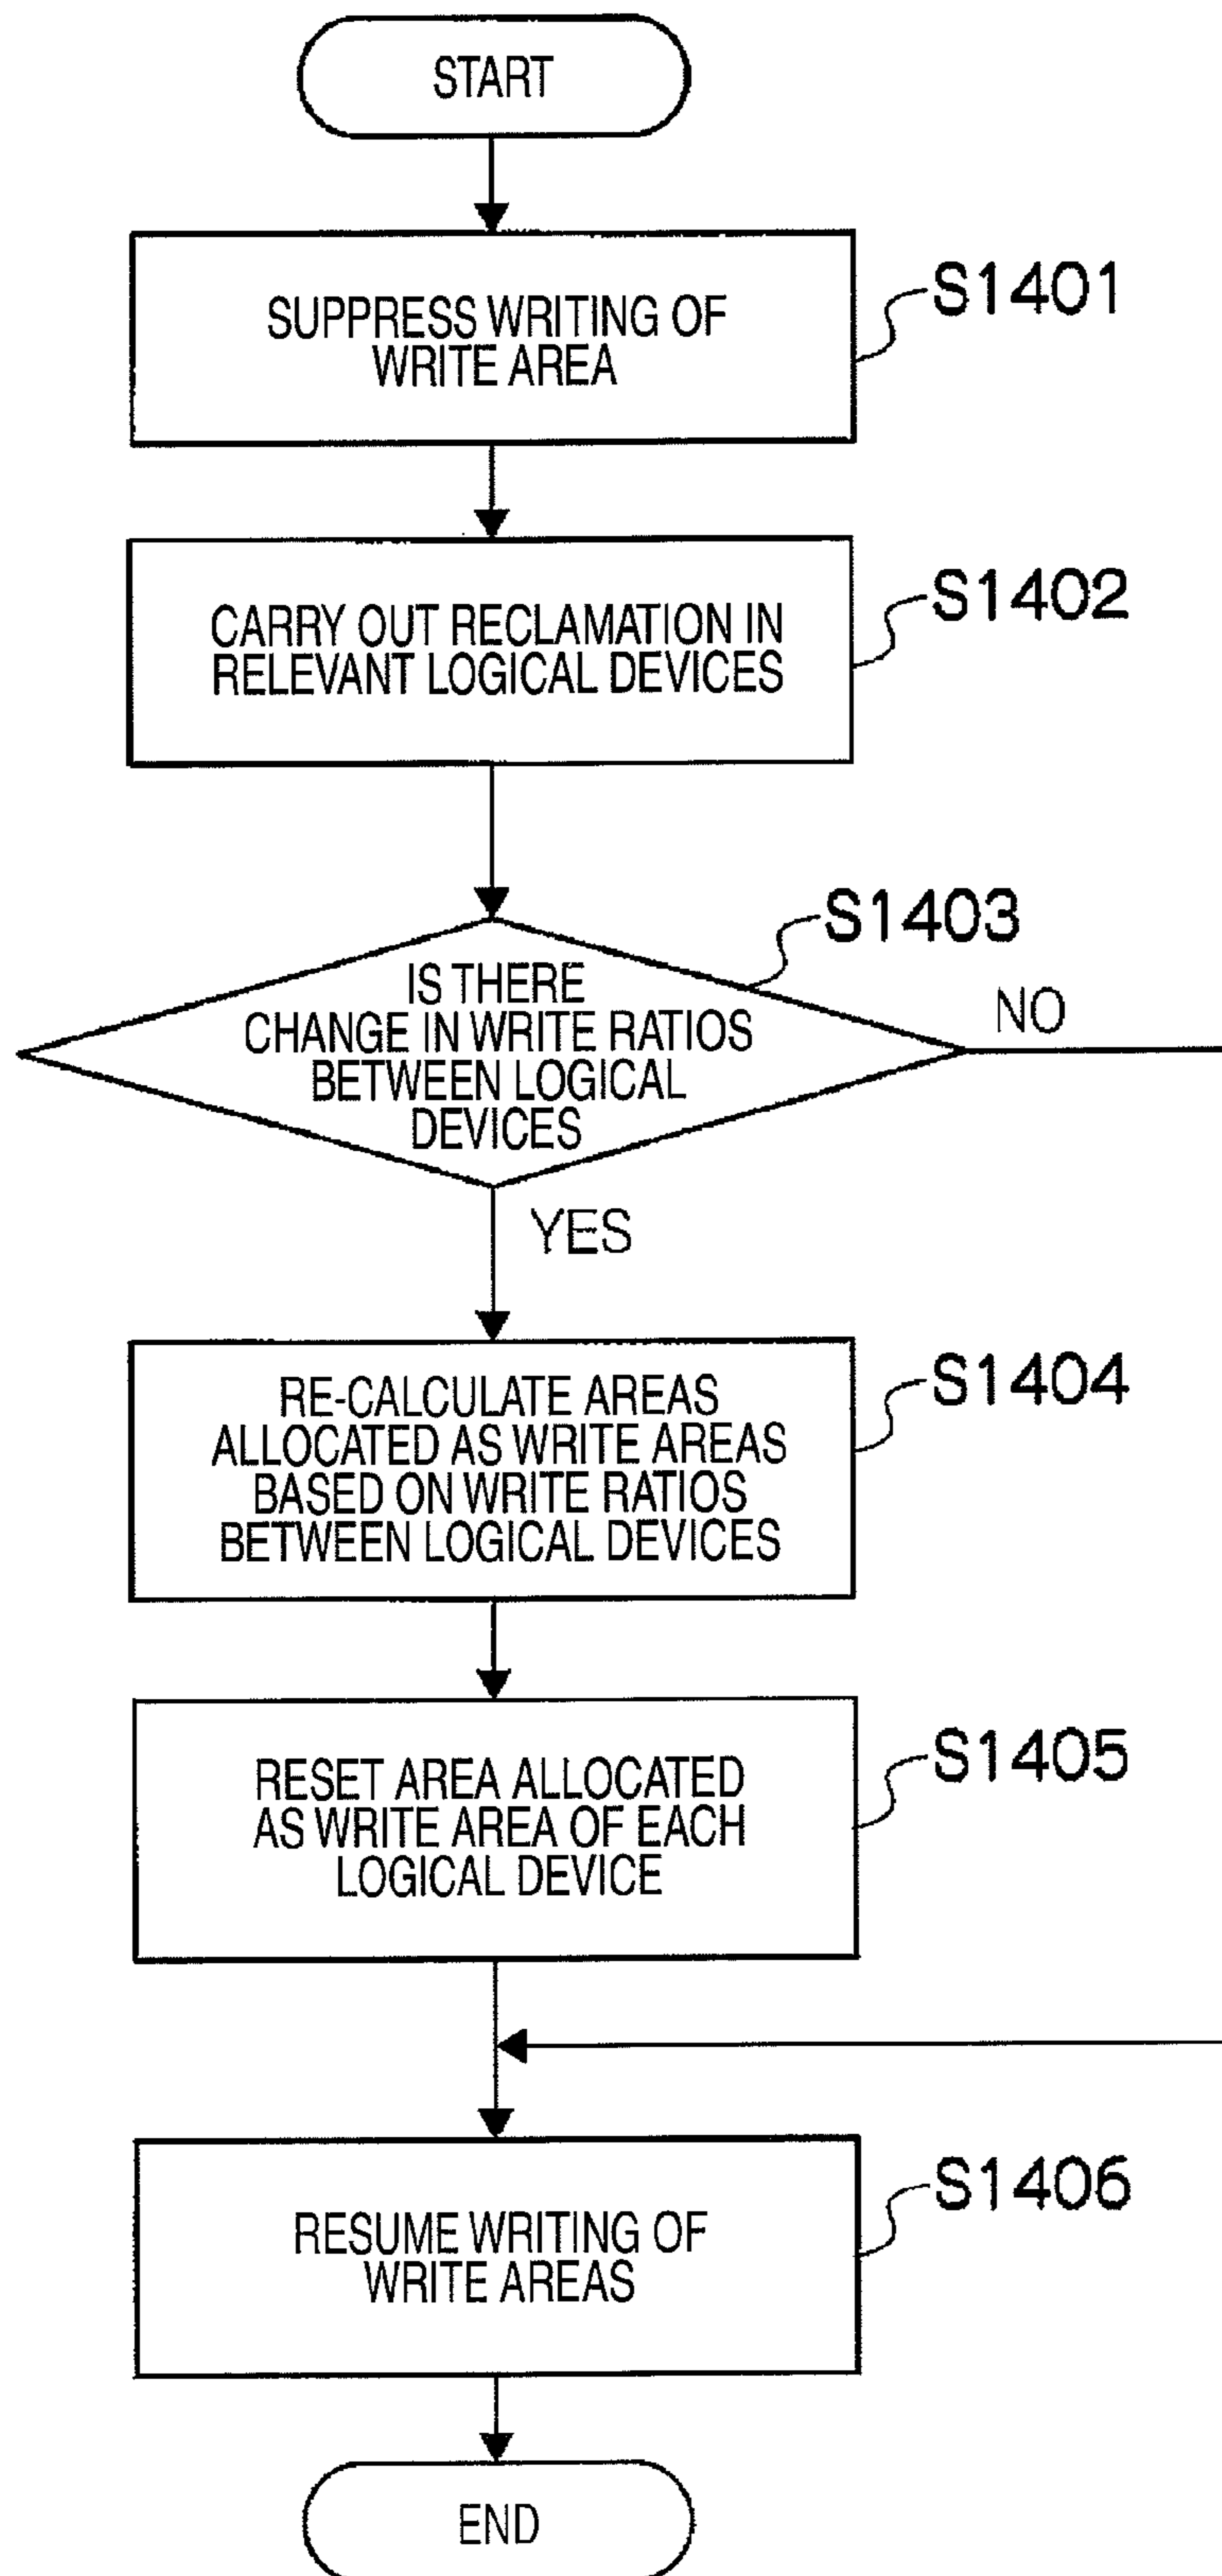 START
SUPPRESS WRITING OF
WRITE AREA
S1401
CARRY OUT RECLAMATION IN
RELEVANT LOGICAL DEVICES
S1402
S1403
IS THERE
CHANGE IN WRITE RATIOS
BETWEEN LOGICAL
DEVICES
NO
YES
RE-CALCULATE AREAS
ALLOCATED AS WRITE AREAS
BASED ON WRITE RATIOS
BETWEEN LOGICAL DEVICES
S1404
RESET AREA ALLOCATED
AS WRITE AREA OF EACH
LOGICAL DEVICE
S1405
RESUME WRITING OF
WRITE AREAS
S1406
END